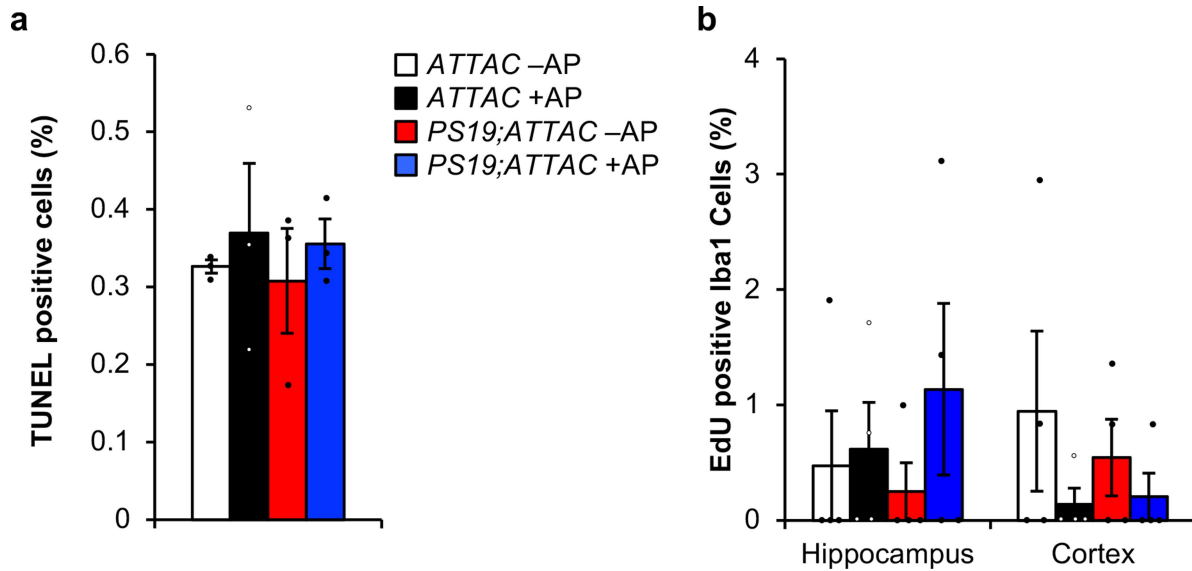 a
TUNEL positive cells (%)
0.6
0.5
0.4
0.3
0.2
0.1
0
ATTAC –AP
ATTAC +AP
PS19;ATTAC –AP
PS19;ATTAC +AP
b
EdU positive Iba1 Cells (%)
4
3
2
1
0
Hippocampus
Cortex